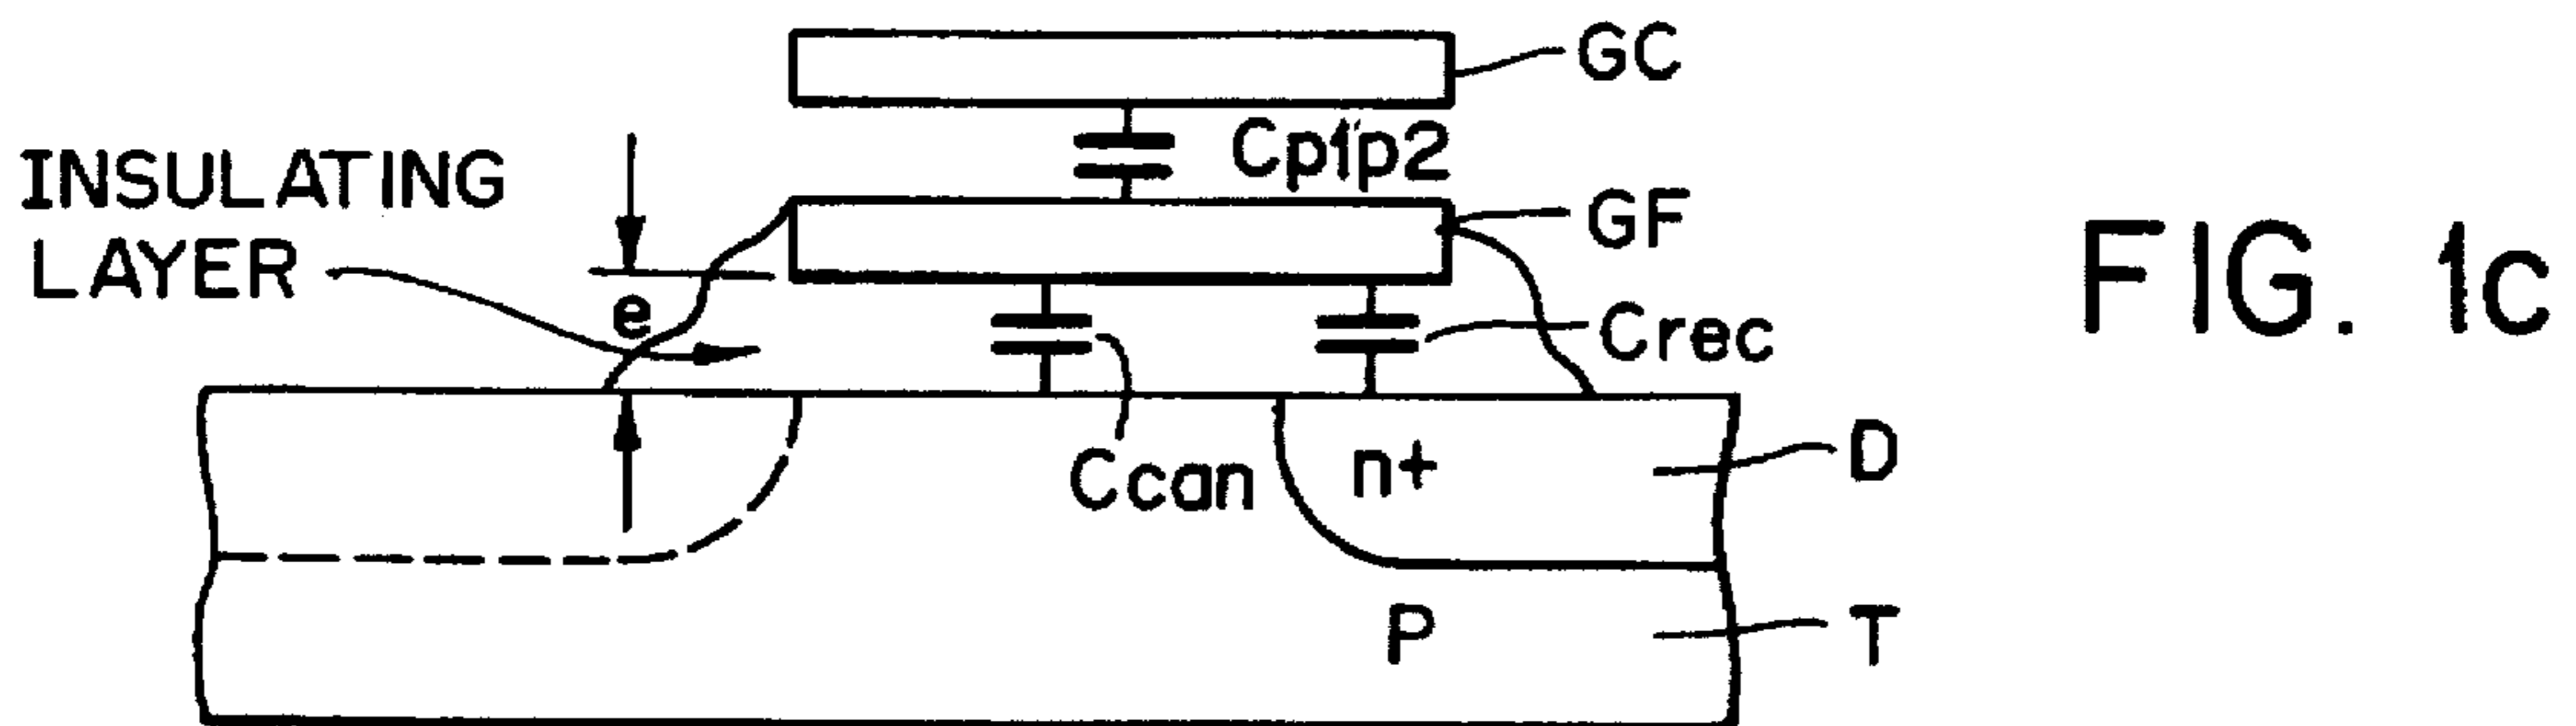 GC
Cp1p2
INSULATING
LAYER
GF
FIG. 1c
e
Crec
Ccan
n+
D
P
T